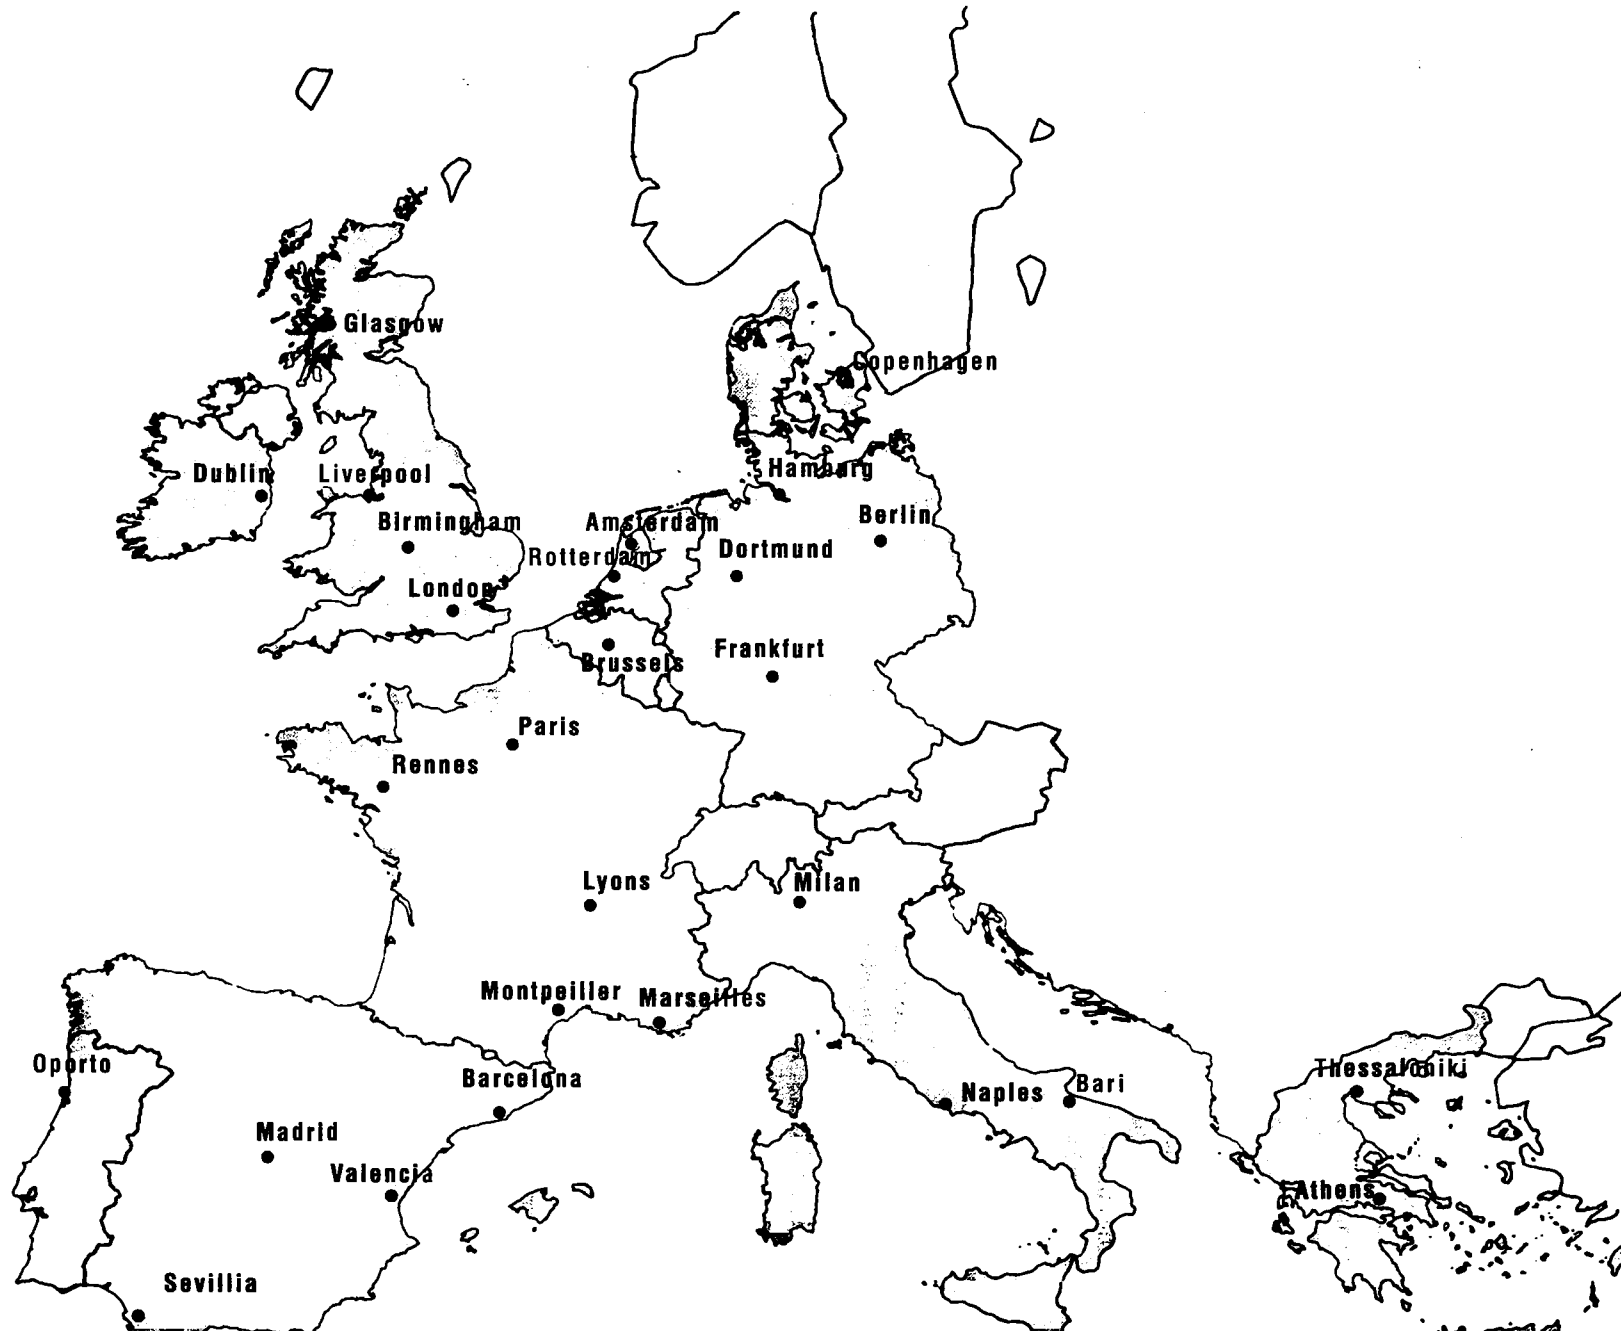 Glasgow
Copenhagen
Dublin
Liverpool
Hamburg
Birmingham
Amsterdam
Berlin
Rotterdam
Dortmund
London
Brussels
Frankfurt
Paris
Rennes
Lyons
Milan
Montpeiller
Marseilles
Oporto
Barcelona
Naples
Bari
Thessaloniki
Madrid
Valencia
Athens
Sevillia